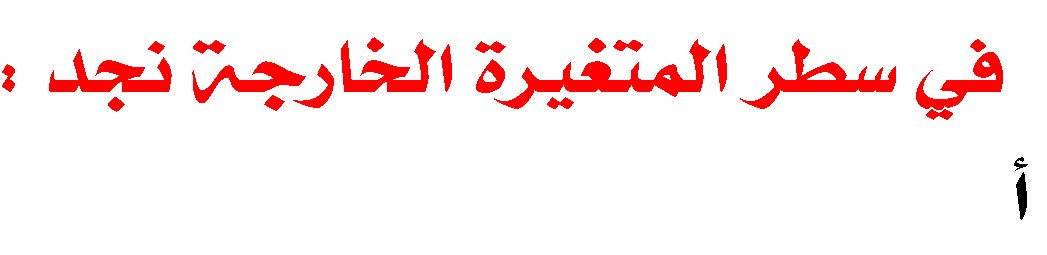 في سطر المتغيرة الخارجة نجد :
أ